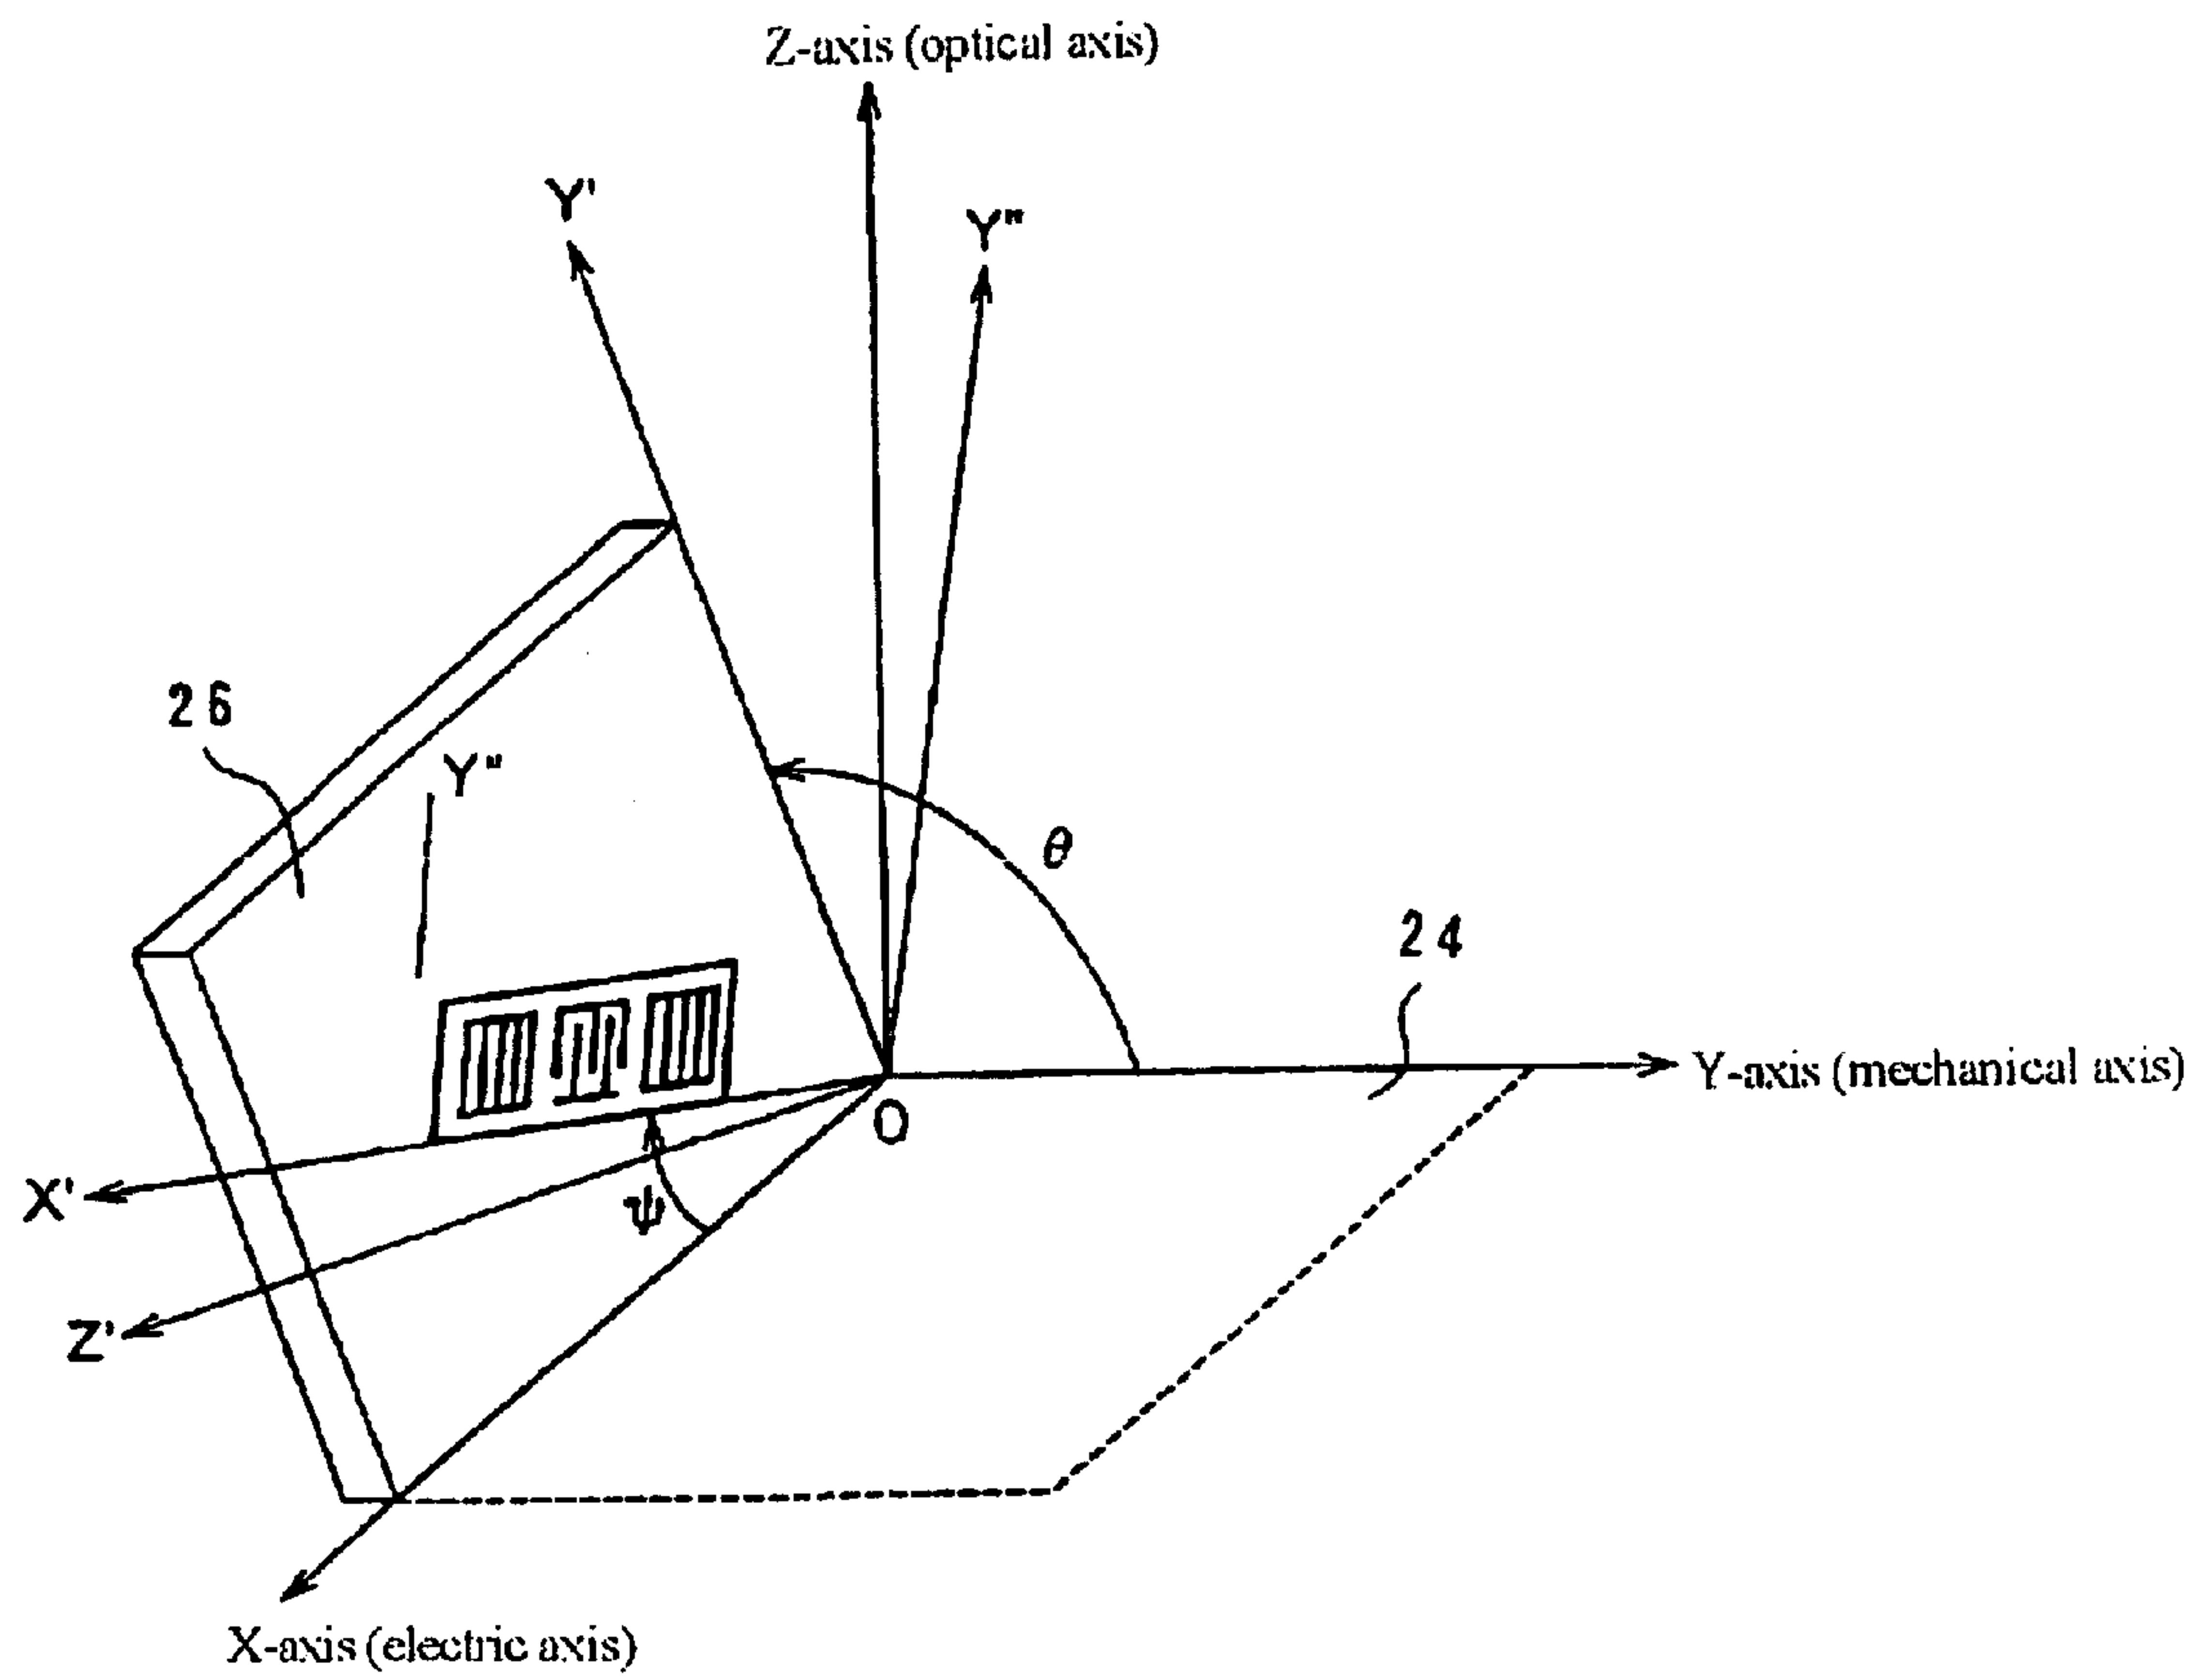 Z-axis (optical axis)
Y'
Y"
26
Y"
θ
24
Y-axis (mechanical axis)
O
X'
ψ
Z'
X-axis (electric axis)